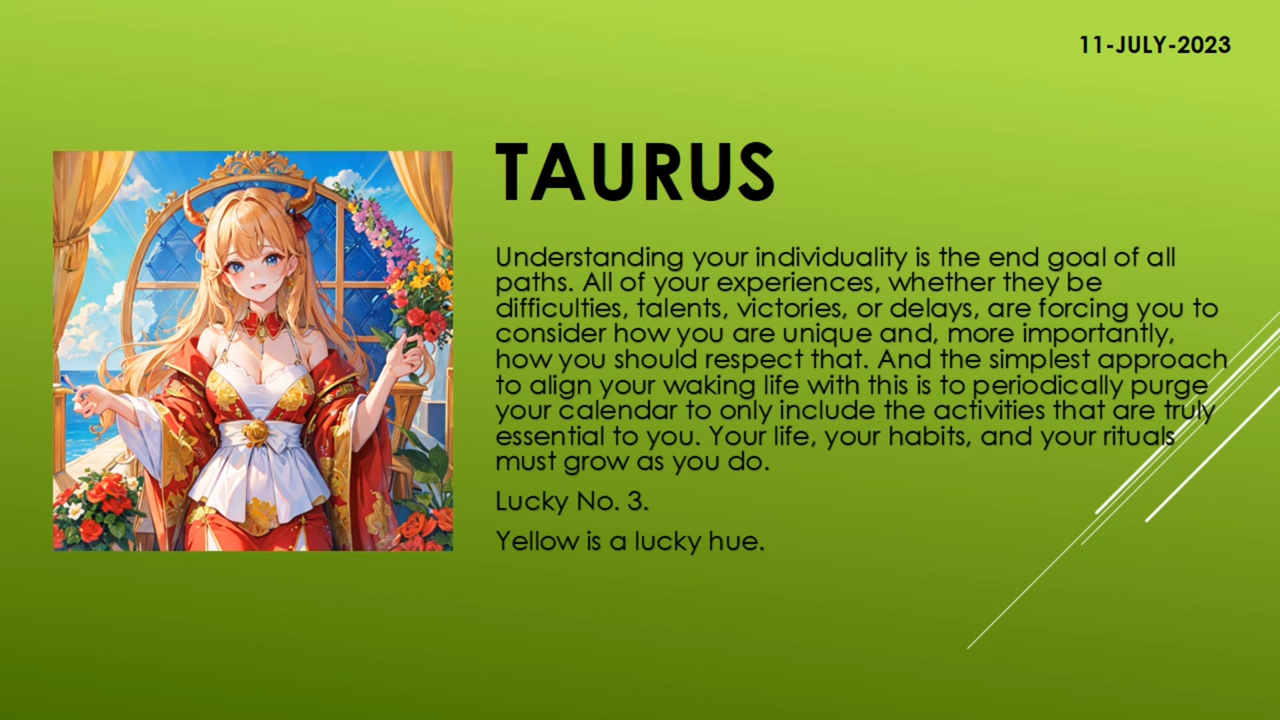 11-JULY-2023
TAURUS
Understanding your individuality is the end goal of all
paths. All of your experiences, whether they be
difficulties, talents, victories, or delays, are forcing you to
consider how you are unique and, more importantly,
how you should respect that. And the simplest approach
to align your waking life with this is to periodically purge
your calendar to only include the activities that are truly
essential to you. Your life, your habits, and your rituals
must grow as you do.
Lucky No. 3.
Yellow is a lucky hue.